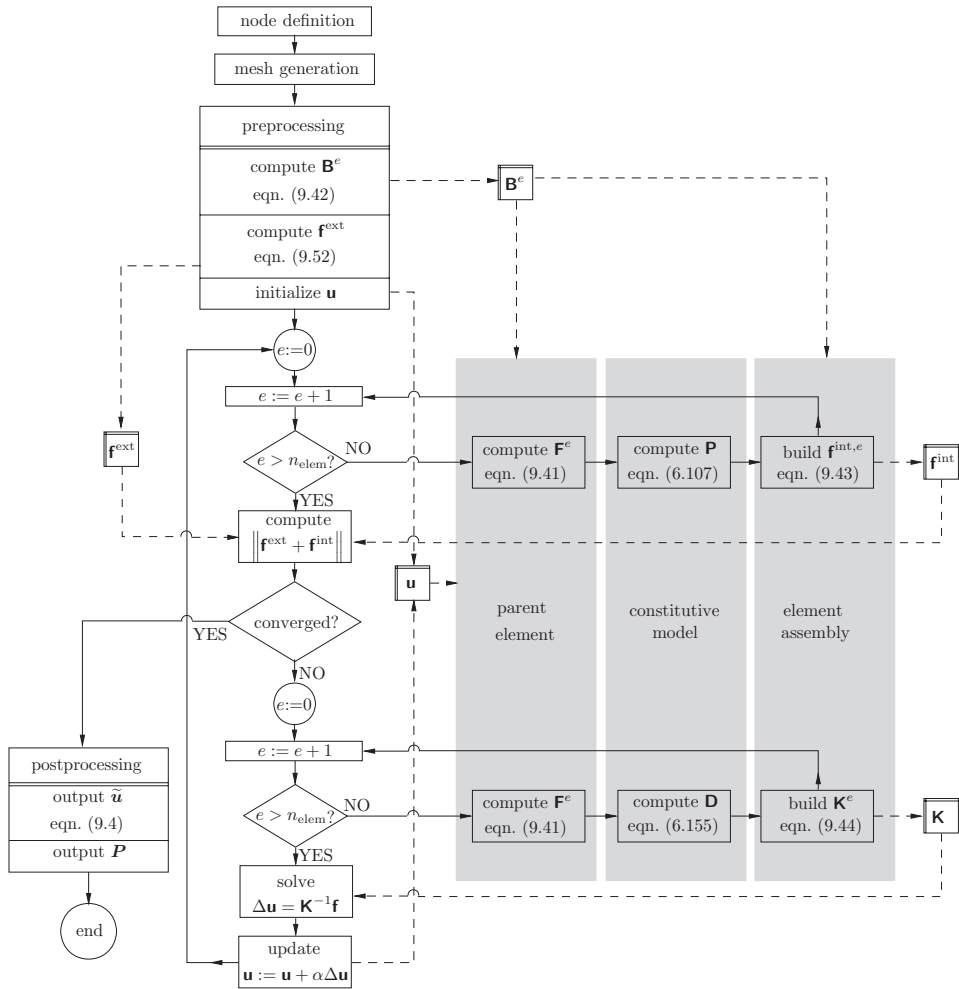 node definition
mesh generation
preprocessing
compute Bᵉ
eqn. (9.42)
compute fᵉˣᵗ
eqn. (9.52)
initialize u
Bᵉ
e:=0
e := e + 1
e > nₑₗₑₘ?
NO
YES
compute Fᵉ
eqn. (9.41)
compute P
eqn. (6.107)
build fⁱⁿᵗ,ᵉ
eqn. (9.43)
fⁱⁿᵗ
fᵉˣᵗ
compute
‖fᵉˣᵗ + fⁱⁿᵗ‖
u
parent
element
constitutive
model
element
assembly
converged?
YES
NO
e:=0
e := e + 1
e > nₑₗₑₘ?
NO
YES
compute Fᵉ
eqn. (9.41)
compute D
eqn. (6.155)
build Kᵉ
eqn. (9.44)
K
solve
Δu = K⁻¹f
update
u := u + αΔu
postprocessing
output ũ
eqn. (9.4)
output P
end